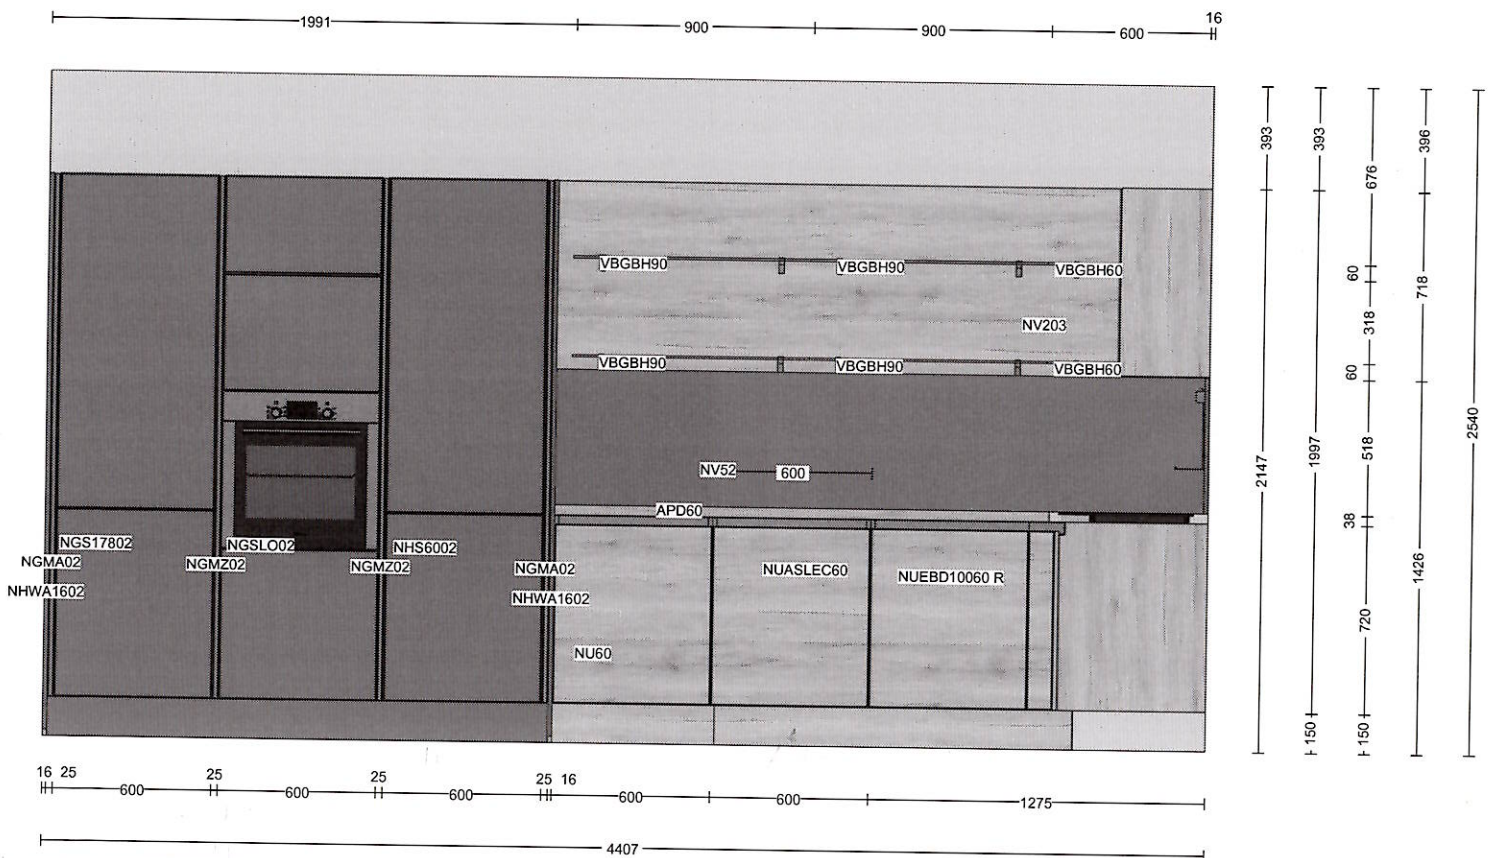 1991 900 900 600 16
393 393 676 396
VBGBH90 VBGBH90 VBGBH60
60 718
NV203 318
VBGBH90 VBGBH90 VBGBH60
60
2540
NV52 600
2147 1997 518
APD60
38
NGS17802 NGSLO02 NHS6002
NGMA02 NGMZ02 NGMZ02 NGMA02 NUASLEC60 NUEBD10060 R
1426
NHWA1602 NHWA1602
720
NU60
150 150
16 25 25 25 25 16
600 600 600 600 600 1275
4407